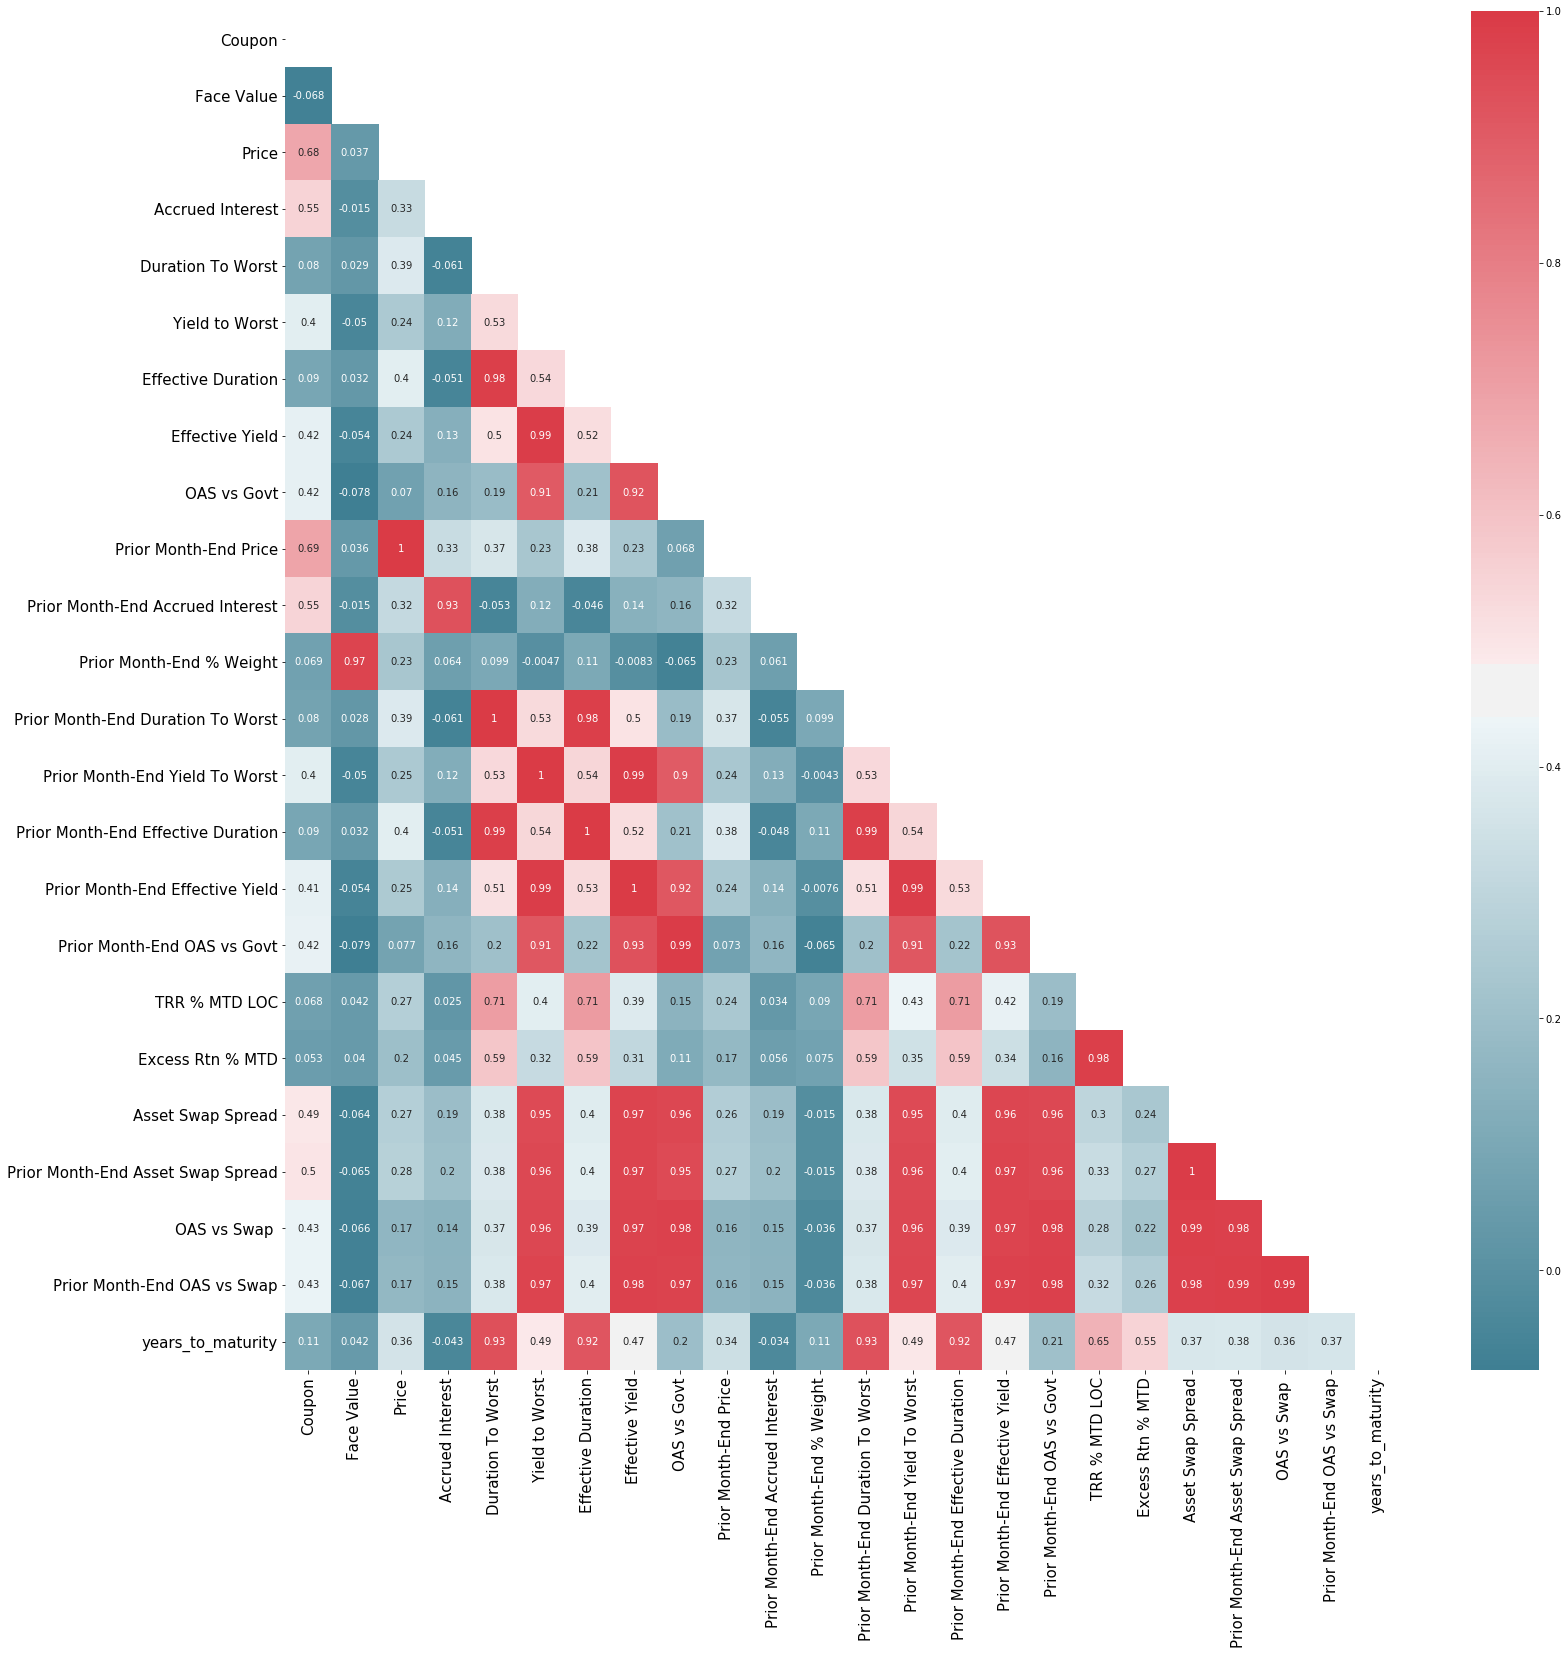 1.0
Coupon
Face Value -0.068
Price 0.68 0.037
Accrued Interest 0.55 -0.015 0.33
0.8
Duration To Worst 0.08 0.029 0.39 -0.061
Yield to Worst 0.4 -0.05 0.24 0.12 0.53
Effective Duration 0.09 0.032 0.4 -0.051 0.98 0.54
Effective Yield 0.42 -0.054 0.24 0.13 0.5 0.99 0.52
OAS vs Govt 0.42 -0.078 0.07 0.16 0.19 0.91 0.21 0.92
0.6
Prior Month-End Price 0.69 0.036 1 0.33 0.37 0.23 0.38 0.23 0.068
Prior Month-End Accrued Interest 0.55 -0.015 0.32 0.93 -0.053 0.12 -0.046 0.14 0.16 0.32
Prior Month-End % Weight 0.069 0.97 0.23 0.064 0.099 -0.0047 0.11 -0.0083 -0.065 0.23 0.061
Prior Month-End Duration To Worst 0.08 0.028 0.39 -0.061 1 0.53 0.98 0.5 0.19 0.37 -0.055 0.099
Prior Month-End Yield To Worst 0.4 -0.05 0.25 0.12 0.53 1 0.54 0.99 0.9 0.24 0.13 -0.0043 0.53
0.4
Prior Month-End Effective Duration 0.09 0.032 0.4 -0.051 0.99 0.54 1 0.52 0.21 0.38 -0.048 0.11 0.99 0.54
Prior Month-End Effective Yield 0.41 -0.054 0.25 0.14 0.51 0.99 0.53 1 0.92 0.24 0.14 -0.0076 0.51 0.99 0.53
Prior Month-End OAS vs Govt 0.42 -0.079 0.077 0.16 0.2 0.91 0.22 0.93 0.99 0.073 0.16 -0.065 0.2 0.91 0.22 0.93
TRR % MTD LOC 0.068 0.042 0.27 0.025 0.71 0.4 0.71 0.39 0.15 0.24 0.034 0.09 0.71 0.43 0.71 0.42 0.19
0.2
Excess Rtn % MTD 0.053 0.04 0.2 0.045 0.59 0.32 0.59 0.31 0.11 0.17 0.056 0.075 0.59 0.35 0.59 0.34 0.16 0.98
Asset Swap Spread 0.49 -0.064 0.27 0.19 0.38 0.95 0.4 0.97 0.96 0.26 0.19 -0.015 0.38 0.95 0.4 0.96 0.96 0.3 0.24
Prior Month-End Asset Swap Spread 0.5 -0.065 0.28 0.2 0.38 0.96 0.4 0.97 0.95 0.27 0.2 -0.015 0.38 0.96 0.4 0.97 0.96 0.33 0.27 1
OAS vs Swap 0.43 -0.066 0.17 0.14 0.37 0.96 0.39 0.97 0.98 0.16 0.15 -0.036 0.37 0.96 0.39 0.97 0.98 0.28 0.22 0.99 0.98
0.0
Prior Month-End OAS vs Swap 0.43 -0.067 0.17 0.15 0.38 0.97 0.4 0.98 0.97 0.16 0.15 -0.036 0.38 0.97 0.4 0.97 0.98 0.32 0.26 0.98 0.99 0.99
years_to_maturity 0.11 0.042 0.36 -0.043 0.93 0.49 0.92 0.47 0.2 0.34 -0.034 0.11 0.93 0.49 0.92 0.47 0.21 0.65 0.55 0.37 0.38 0.36 0.37
Coupon
Face Value
Price
Accrued Interest
Duration To Worst
Yield to Worst
Effective Duration
Effective Yield
OAS vs Govt
Prior Month-End Price
Prior Month-End Accrued Interest
Prior Month-End % Weight
Prior Month-End Duration To Worst
Prior Month-End Yield To Worst
Prior Month-End Effective Duration
Prior Month-End Effective Yield
Prior Month-End OAS vs Govt
TRR % MTD LOC
Excess Rtn % MTD
Asset Swap Spread
Prior Month-End Asset Swap Spread
OAS vs Swap
Prior Month-End OAS vs Swap
years_to_maturity